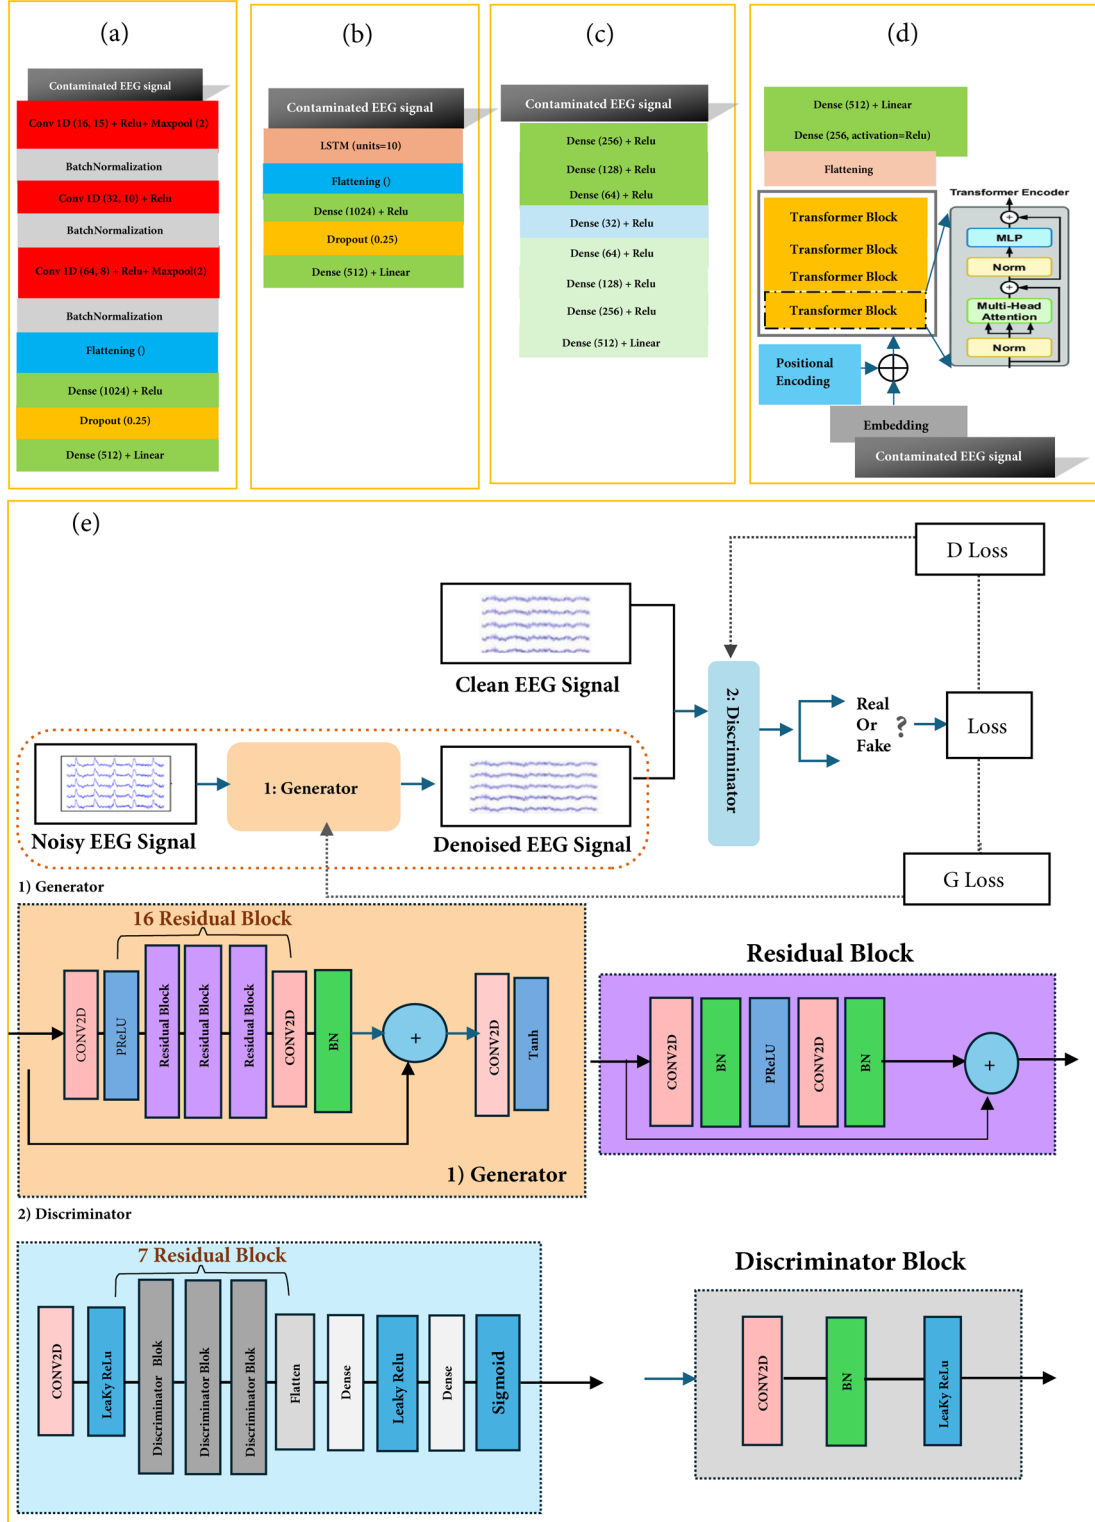 (a)
Contaminated EEG signal
Conv 1D (16, 15) + Relu+ Maxpool (2)
BatchNormalization
Conv 1D (32, 10) + Relu
BatchNormalization
Conv 1D (64, 8) + Relu+ Maxpool(2)
BatchNormalization
Flattening ()
Dense (1024) + Relu
Dropout (0.25)
Dense (512) + Linear
(b)
Contaminated EEG signal
LSTM (units=10)
Flattening ()
Dense (1024) + Relu
Dropout (0.25)
Dense (512) + Linear
(c)
Contaminated EEG signal
Dense (256) + Relu
Dense (128) + Relu
Dense (64) + Relu
Dense (32) + Relu
Dense (64) + Relu
Dense (128) + Relu
Dense (256) + Relu
Dense (512) + Linear
(d)
Dense (512) + Linear
Dense (256, activation=Relu)
Flattening
Transformer Block
Transformer Block
Transformer Block
Transformer Block
Positional
Encoding
Embedding
Contaminated EEG signal
Transformer Encoder
+
MLP
Norm
+
Multi-Head
Attention
Norm
(e)
D Loss
Clean EEG Signal
2: Discriminator
Real
Or
Fake
?
Loss
1: Generator
Noisy EEG Signal
Denoised EEG Signal
G Loss
1) Generator
16 Residual Block
CONV2D
PReLU
Residual Block
Residual Block
Residual Block
CONV2D
BN
+
CONV2D
Tanh
1) Generator
Residual Block
CONV2D
BN
PReLU
CONV2D
BN
+
2) Discriminator
7 Residual Block
CONV2D
LeaKy ReLu
Discriminator Blok
Discriminator Blok
Discriminator Blok
Flatten
Dense
Leaky Relu
Dense
Sigmoid
Discriminator Block
CONV2D
BN
LeaKy ReLu